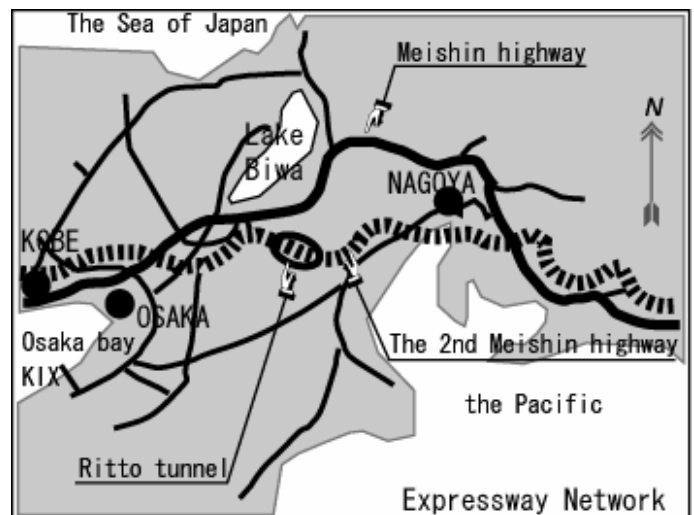 The Sea of Japan
Meishin highway
N
Lake
Biwa
NAGOYA
KOBE
OSAKA
Osaka bay
The 2nd Meishin highway
KIX
the Pacific
Ritto tunnel
Expressway Network